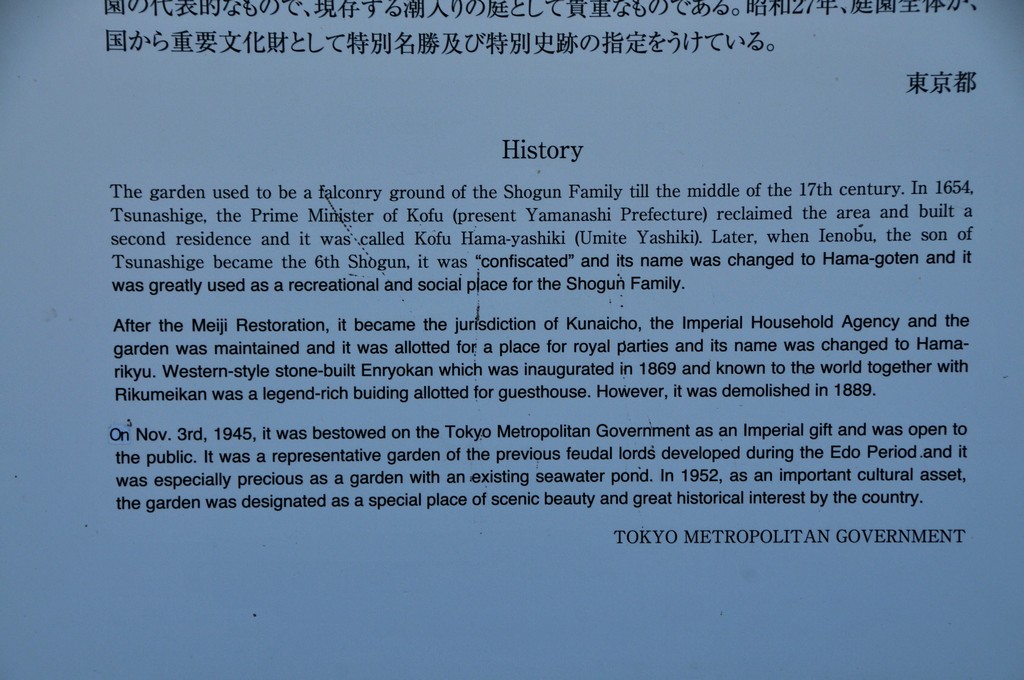 園の代表的なもので、現存する潮入りの庭として貴重なものである。昭和27年、庭園全体が、
国から重要文化財として特別名勝及び特別史跡の指定をうけている。
東京都
History
The garden used to be a falconry ground of the Shogun Family till the middle of the 17th century. In 1654,
Tsunashige, the Prime Minister of Kofu (present Yamanashi Prefecture) reclaimed the area and built a
second residence and it was called Kofu Hama-yashiki (Umite Yashiki). Later, when Ienobu, the son of
Tsunashige became the 6th Shogun, it was “confiscated” and its name was changed to Hama-goten and it
was greatly used as a recreational and social place for the Shogun Family.
After the Meiji Restoration, it became the jurisdiction of Kunaicho, the Imperial Household Agency and the
garden was maintained and it was allotted for a place for royal parties and its name was changed to Hama-
rikyu. Western-style stone-built Enryokan which was inaugurated in 1869 and known to the world together with
Rikumeikan was a legend-rich buiding allotted for guesthouse. However, it was demolished in 1889.
On Nov. 3rd, 1945, it was bestowed on the Tokyo Metropolitan Government as an Imperial gift and was open to
the public. It was a representative garden of the previous feudal lords developed during the Edo Period and it
was especially precious as a garden with an existing seawater pond. In 1952, as an important cultural asset,
the garden was designated as a special place of scenic beauty and great historical interest by the country.
TOKYO METROPOLITAN GOVERNMENT